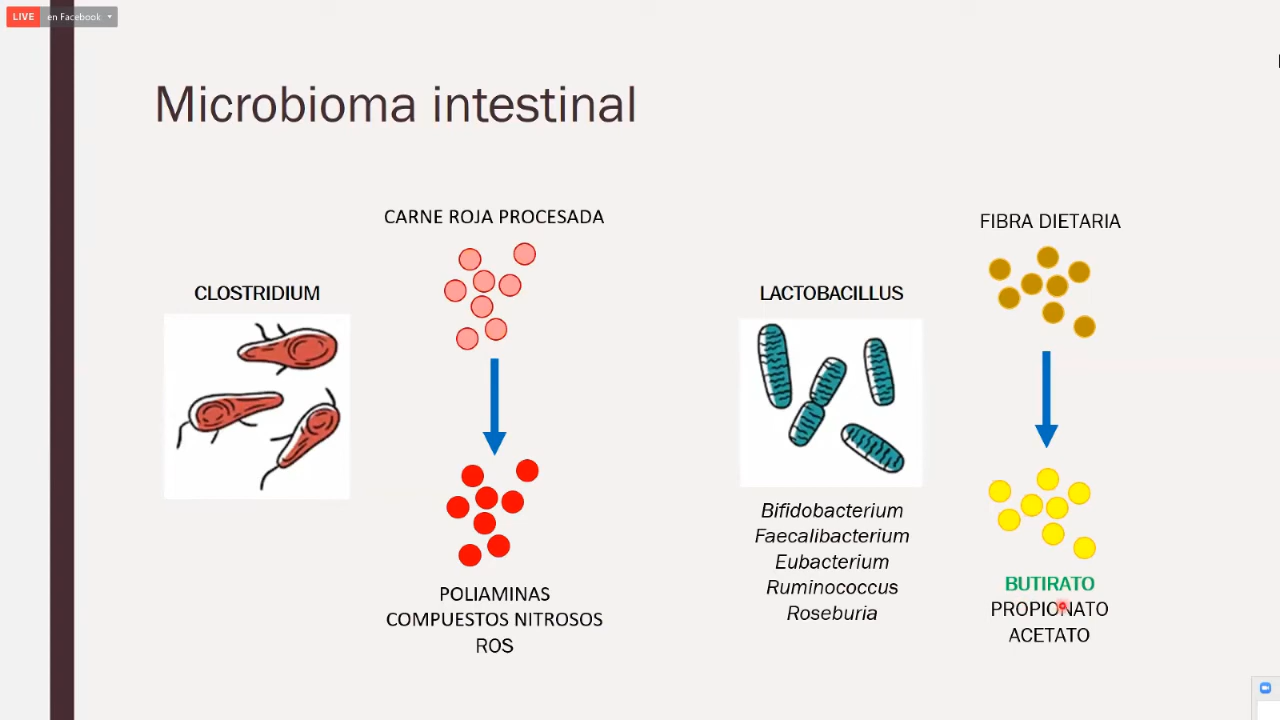 LIVE en Facebook
Microbioma intestinal
CARNE ROJA PROCESADA
CLOSTRIDIUM
POLIAMINAS
COMPUESTOS NITROSOS
ROS
FIBRA DIETARIA
LACTOBACILLUS
Bifidobacterium
Faecalibacterium
Eubacterium
Ruminococcus
Roseburia
BUTIRATO
PROPIONATO
ACETATO